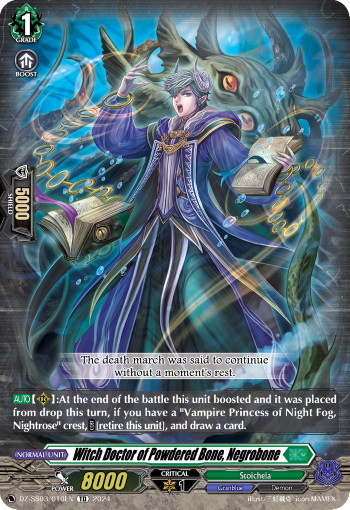 1
GRADE
BOOST
5000
SHIELD
The death march was said to continue
without a moment's rest.
AUTO :At the end of the battle this unit boosted and it was placed
from drop this turn, if you have a "Vampire Princess of Night Fog,
Nightrose" crest, [retire this unit], and draw a card.
NORMAL UNIT
Witch Doctor of Powdered Bone, Negrobone
POWER 8000
CRITICAL
1
Stoicheia
Granblue Demon
DZ-SS03/010EN TD 2024